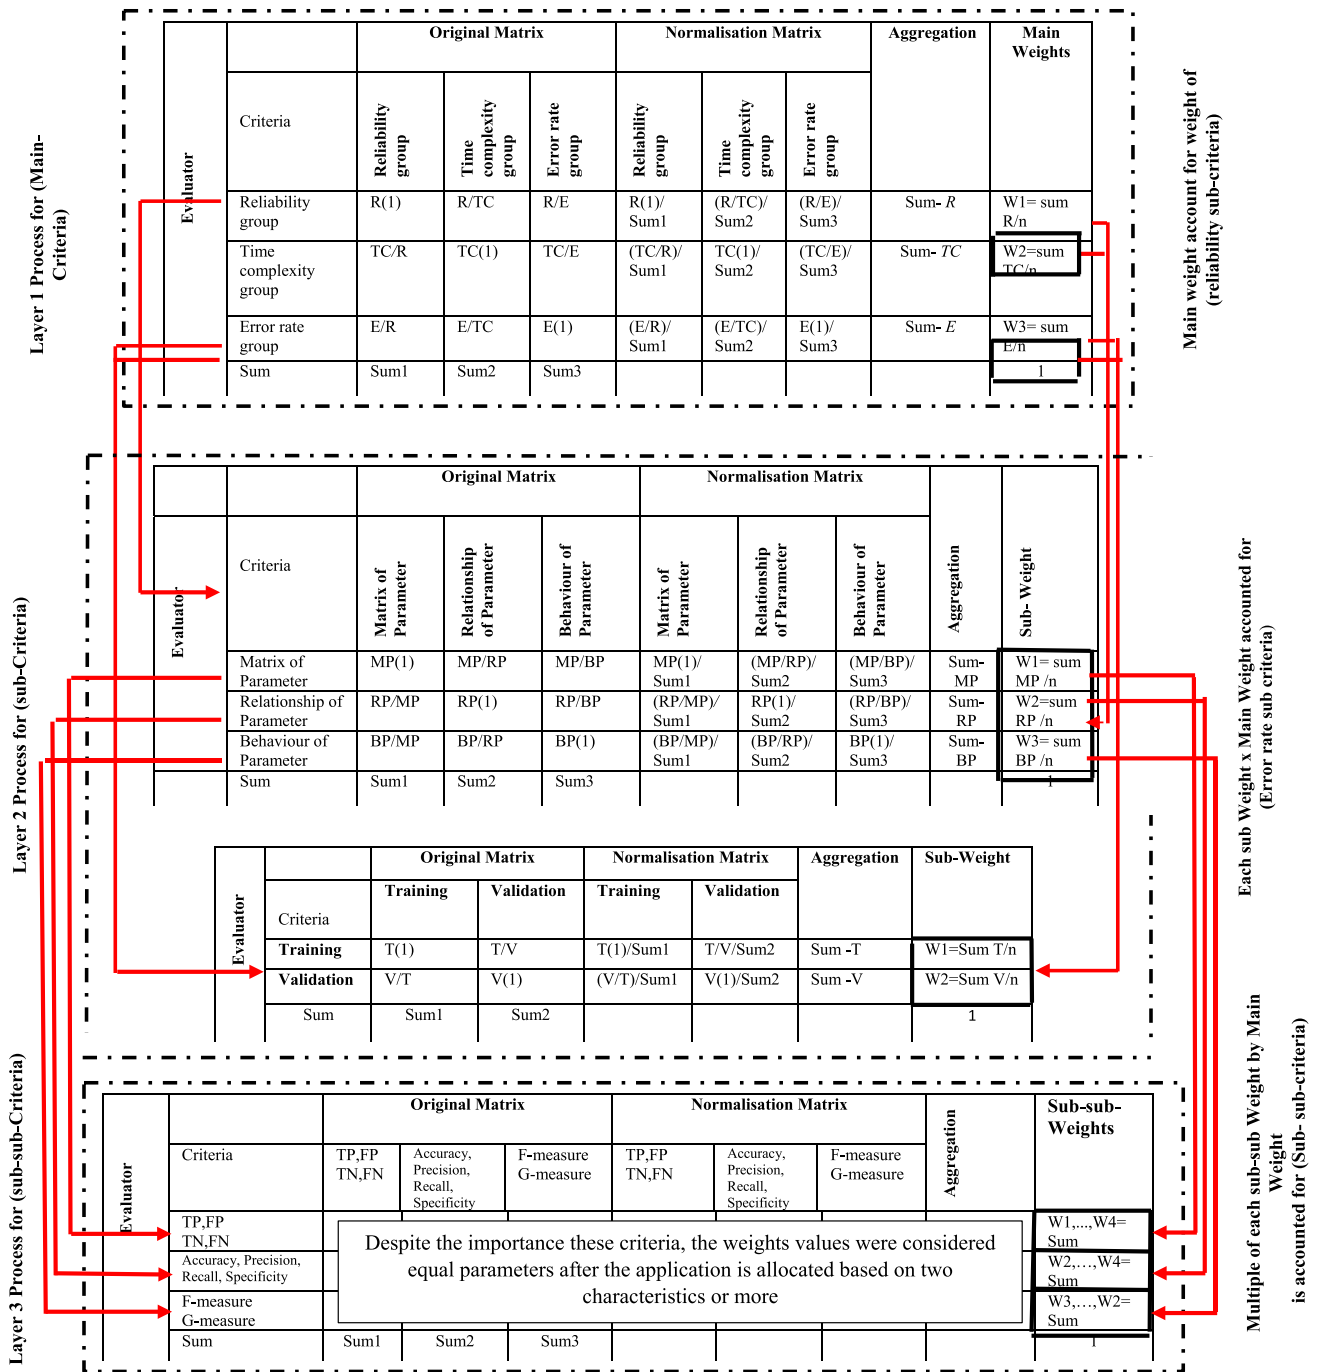 Layer 1 Process for (Main-
Criteria)
Original Matrix
Normalisation Matrix
Aggregation
Main
Weights
Evaluator
Criteria
Reliability
group
Time
complexity
group
Error rate
group
Reliability
group
Time
complexity
group
Error rate
group
Reliability
group
R(1)
R/TC
R/E
R(1)/
Sum1
(R/TC)/
Sum2
(R/E)/
Sum3
Sum- R
W1= sum
R/n
Time
complexity
group
TC/R
TC(1)
TC/E
(TC/R)/
Sum1
TC(1)/
Sum2
(TC/E)/
Sum3
Sum- TC
W2=sum
TC/n
Error rate
group
E/R
E/TC
E(1)
(E/R)/
Sum1
(E/TC)/
Sum2
E(1)/
Sum3
Sum- E
W3= sum
E/n
Sum
Sum1
Sum2
Sum3
1
Main weight account for weight of
(reliability sub-criteria)
Layer 2 Process for (sub-Criteria)
Original Matrix
Normalisation Matrix
Evaluator
Criteria
Matrix of
Parameter
Relationship
of Parameter
Behaviour of
Parameter
Matrix of
Parameter
Relationship
of Parameter
Behaviour of
Parameter
Aggregation
Sub- Weight
Matrix of
Parameter
MP(1)
MP/RP
MP/BP
MP(1)/
Sum1
(MP/RP)/
Sum2
(MP/BP)/
Sum3
Sum-
MP
W1= sum
MP /n
Relationship of
Parameter
RP/MP
RP(1)
RP/BP
(RP/MP)/
Sum1
RP(1)/
Sum2
(RP/BP)/
Sum3
Sum-
RP
W2=sum
RP /n
Behaviour of
Parameter
BP/MP
BP/RP
BP(1)
(BP/MP)/
Sum1
(BP/RP)/
Sum2
BP(1)/
Sum3
Sum-
BP
W3= sum
BP /n
Sum
Sum1
Sum2
Sum3
1
Each sub Weight x Main Weight accounted for
(Error rate sub criteria)
Original Matrix
Normalisation Matrix
Aggregation
Sub-Weight
Evaluator
Criteria
Training
Validation
Training
Validation
Training
T(1)
T/V
T(1)/Sum1
T/V/Sum2
Sum -T
W1=Sum T/n
Validation
V/T
V(1)
(V/T)/Sum1
V(1)/Sum2
Sum -V
W2=Sum V/n
Sum
Sum1
Sum2
1
Layer 3 Process for (sub-sub-Criteria)
Original Matrix
Normalisation Matrix
Aggregation
Sub-sub-
Weights
Evaluator
Criteria
TP,FP
TN,FN
Accuracy,
Precision,
Recall,
Specificity
F-measure
G-measure
TP,FP
TN,FN
Accuracy,
Precision,
Recall,
Specificity
F-measure
G-measure
TP,FP
TN,FN
W1,...,W4=
Sum
Accuracy, Precision,
Recall, Specificity
W2,...,W4=
Sum
F-measure
G-measure
W3,...,W2=
Sum
Despite the importance these criteria, the weights values were considered
equal parameters after the application is allocated based on two
characteristics or more
Sum
Sum1
Sum2
Sum3
1
Multiple of each sub-sub Weight by Main
Weight
is accounted for (Sub- sub-criteria)